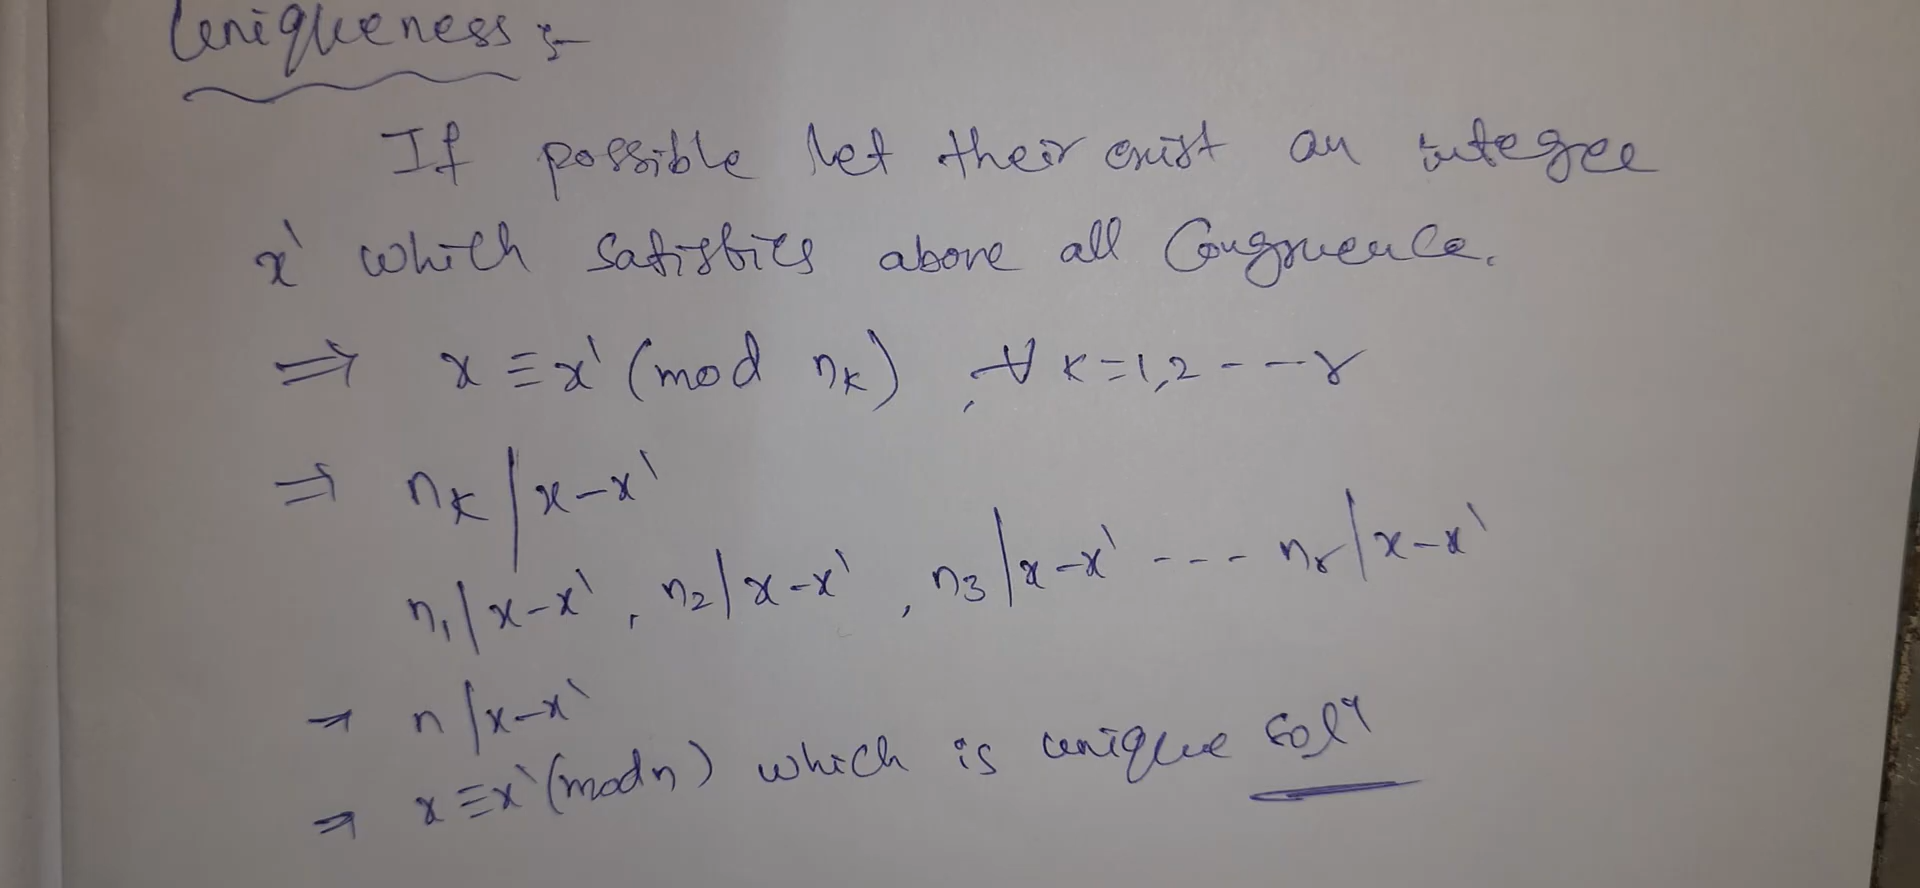 Uniqueness :-
If possible let their exist an integer
x' which satisfies above all Congruence.
⇒ x ≡ x' (mod nₖ), ∀ k=1,2---r
⇒ nₖ | x-x'
n₁ | x-x', n₂ | x-x', n₃ | x-x' --- nᵣ | x-x'
⇒ n | x-x'
⇒ x ≡ x' (mod n) which is unique solⁿ